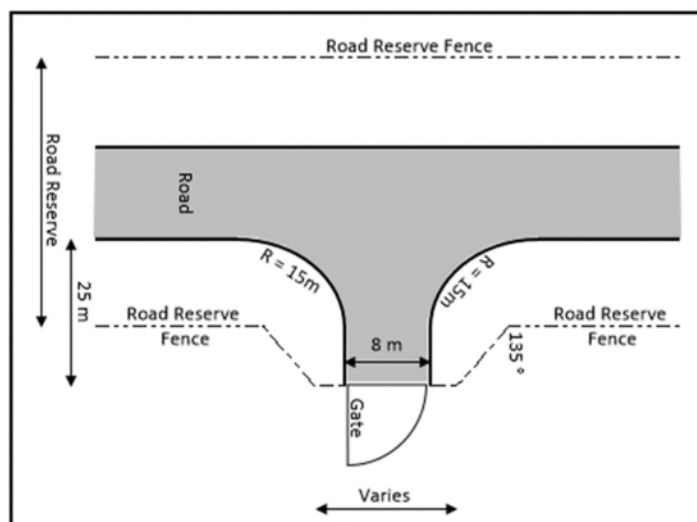 Road Reserve Fence
Road Reserve
Road
R = 15m
R = 15m
25 m
Road Reserve
Fence
Road Reserve
Fence
8 m
135 °
Gate
Varies